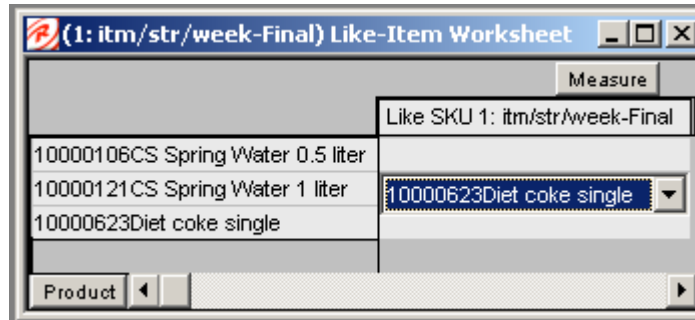 (1: itm/str/week-Final) Like-Item Worksheet
Measure
Like SKU 1: itm/str/week-Final
10000106CS Spring Water 0.5 liter
10000121CS Spring Water 1 liter
10000623Diet coke single
10000623Diet coke single
Product